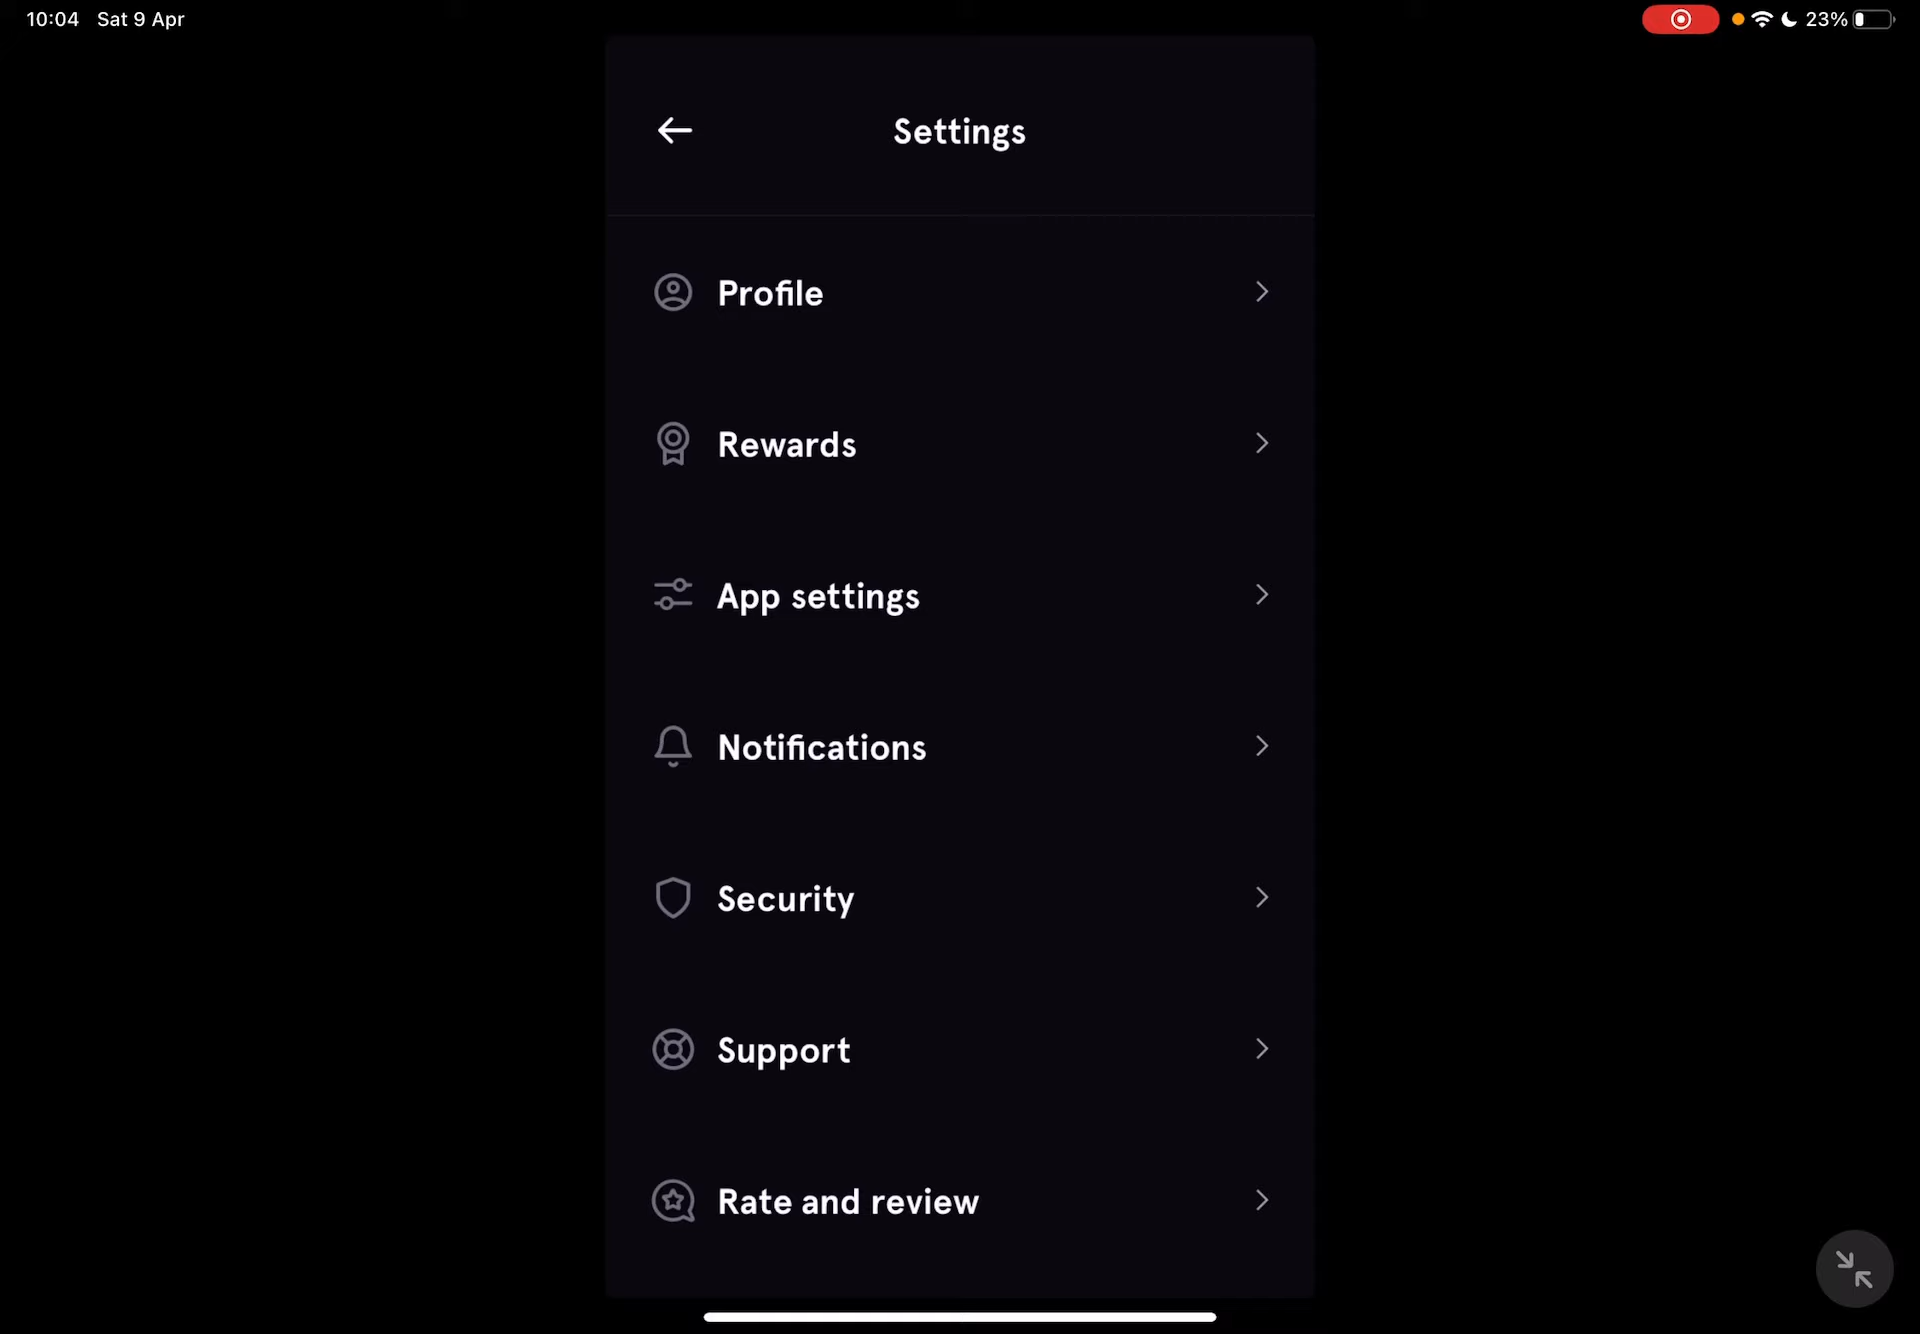 10:04 Sat 9 Apr
23%
Settings
Profile
Rewards
App settings
Notifications
Security
Support
Rate and review